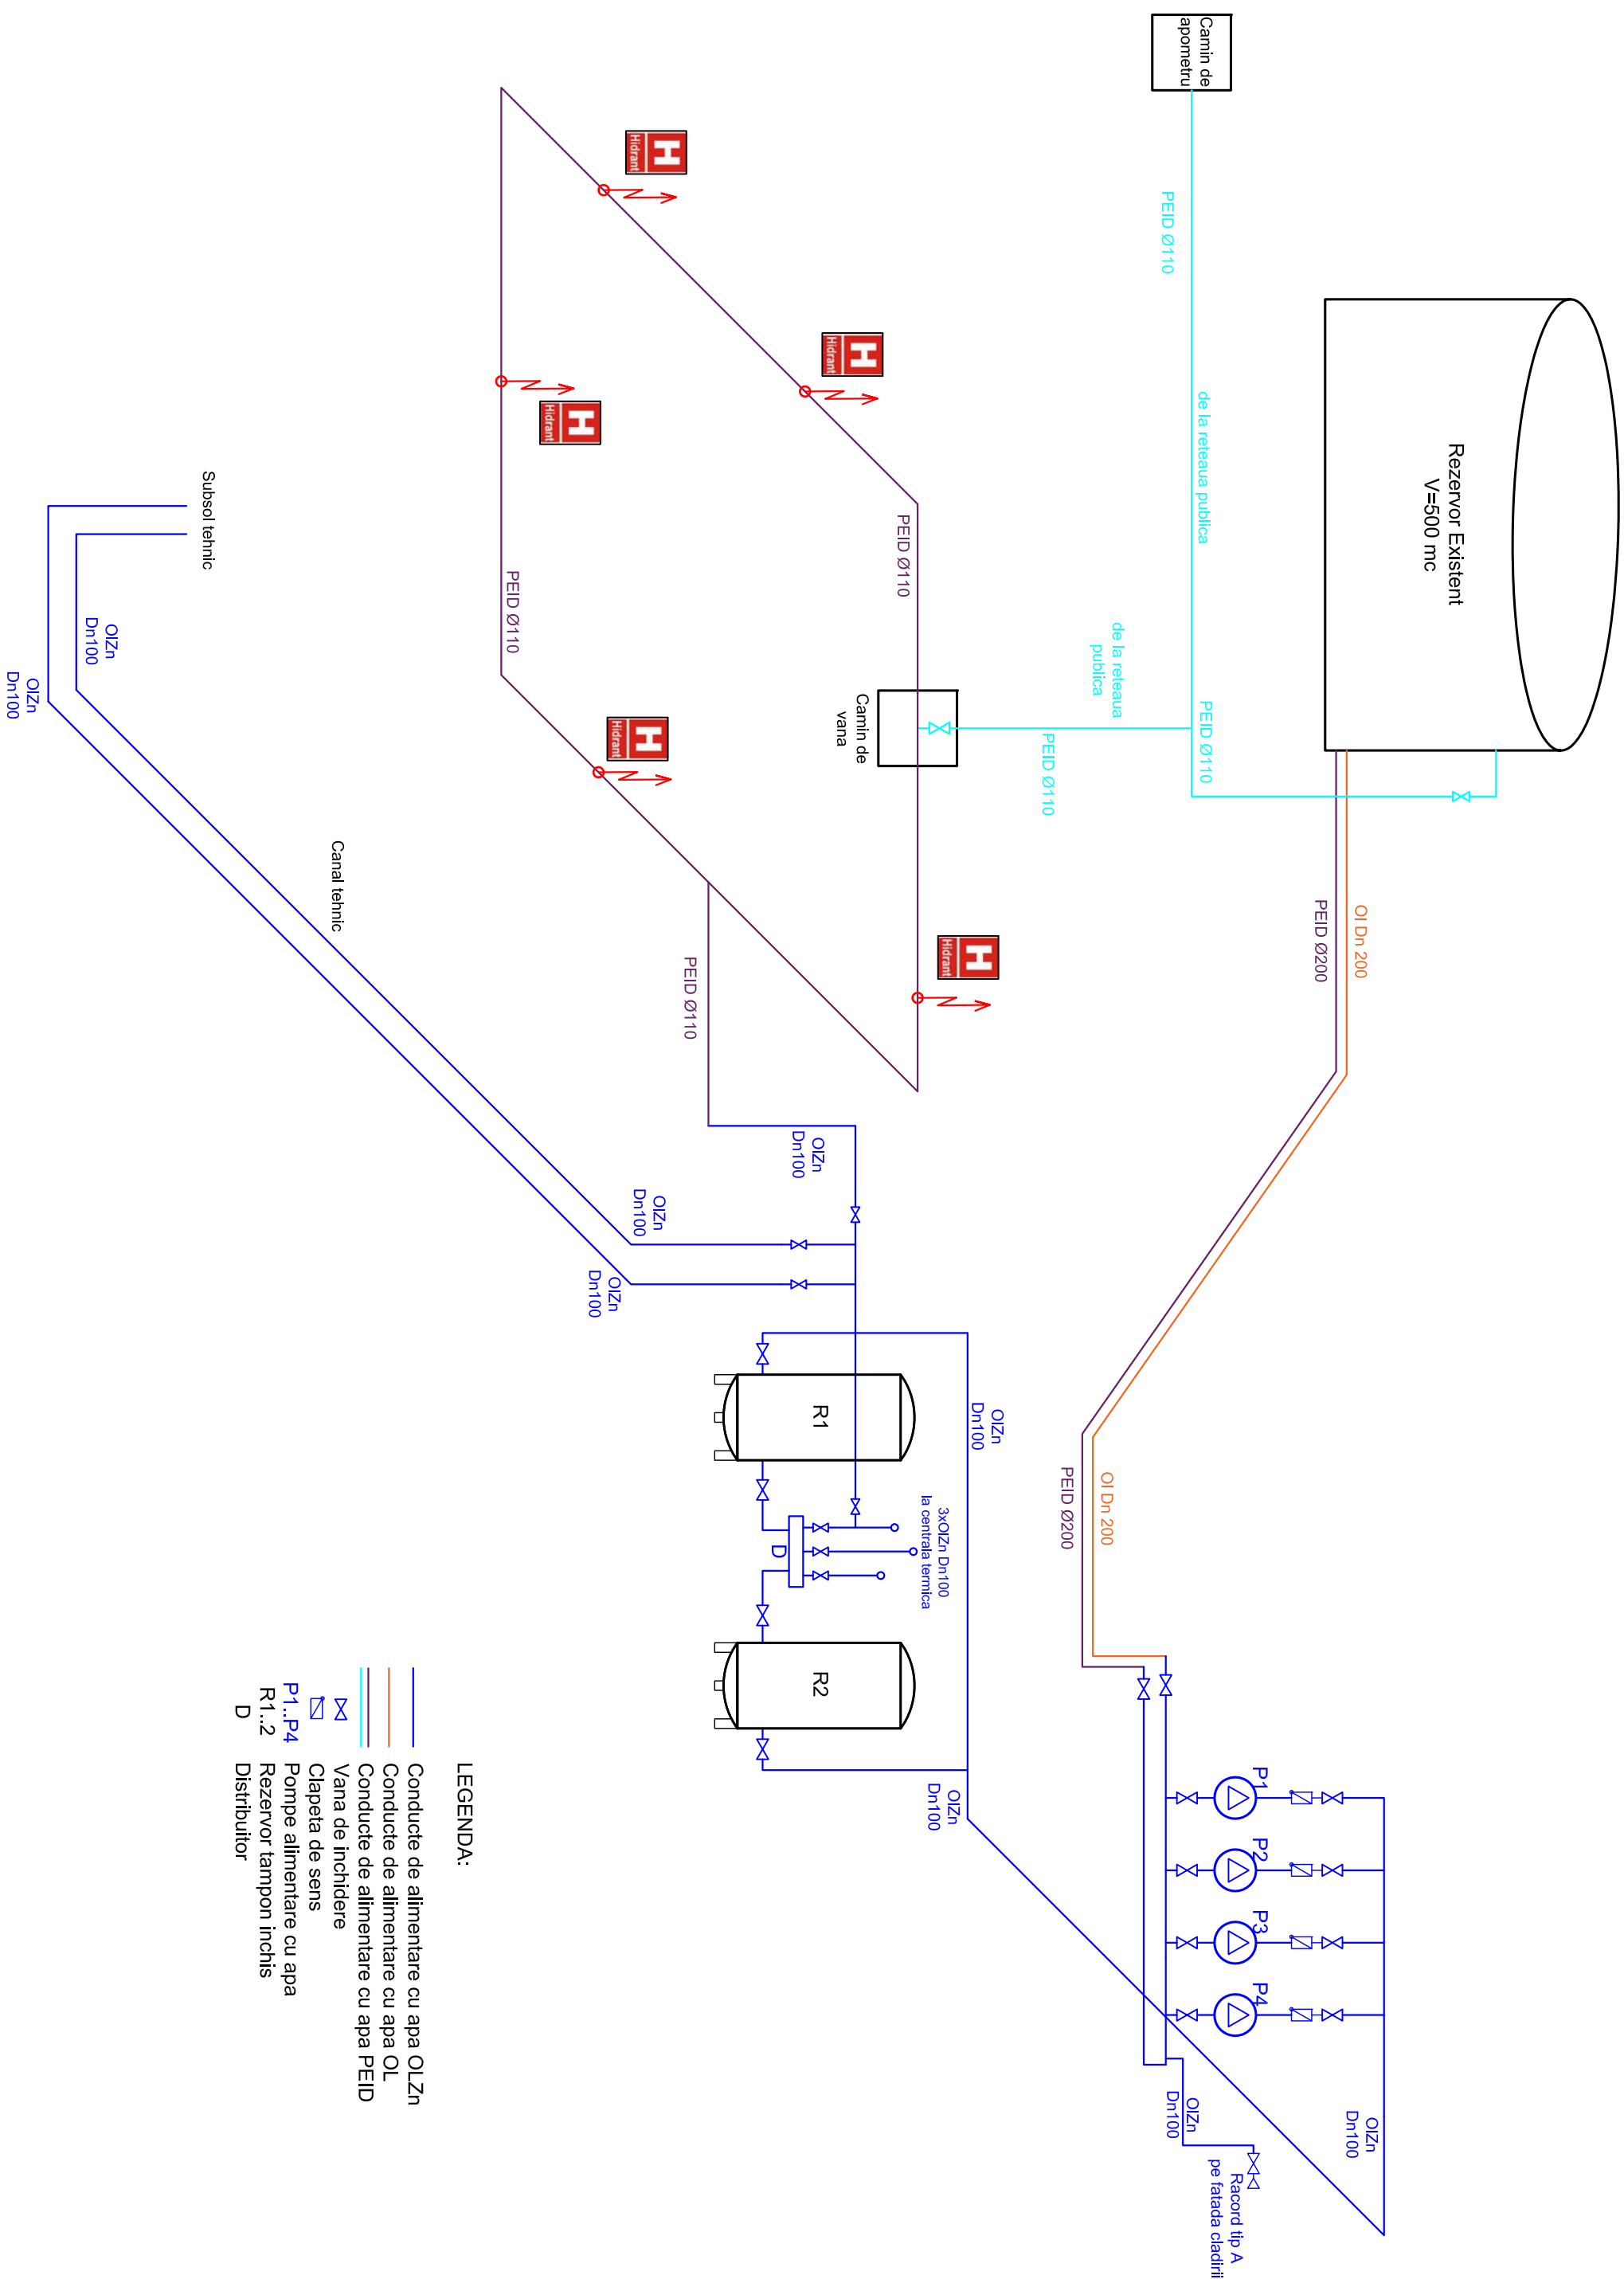 Camin de
apometru
PEID Ø110
de la reteaua publica
Rezervor Existent
V=500 mc
PEID Ø110
de la reteaua
publica
PEID Ø110
Ol Dn 200
PEID Ø200
Ol Dn 200
PEID Ø200
H
Hidrant
H
Hidrant
H
Hidrant
H
Hidrant
H
Hidrant
PEID Ø110
PEID Ø110
Camin de
vana
PEID Ø110
Subsol tehnic
OlZn
Dn100
OlZn
Dn100
Canal tehnic
OlZn
Dn100
OlZn
Dn100
OlZn
Dn100
R1
OlZn
Dn100
3xOlZn Dn100
la centrala termica
D
R2
OlZn
Dn100
P1
P2
P3
P4
OlZn
Dn100
OlZn
Dn100
Racord tip A
pe fatada cladirii
LEGENDA:
Conducte de alimentare cu apa OLZn
Conducte de alimentare cu apa OL
Conducte de alimentare cu apa PEID
Vana de inchidere
Clapeta de sens
P1..P4 Pompe alimentare cu apa
R1..2 Rezervor tampon inchis
D Distribuitor